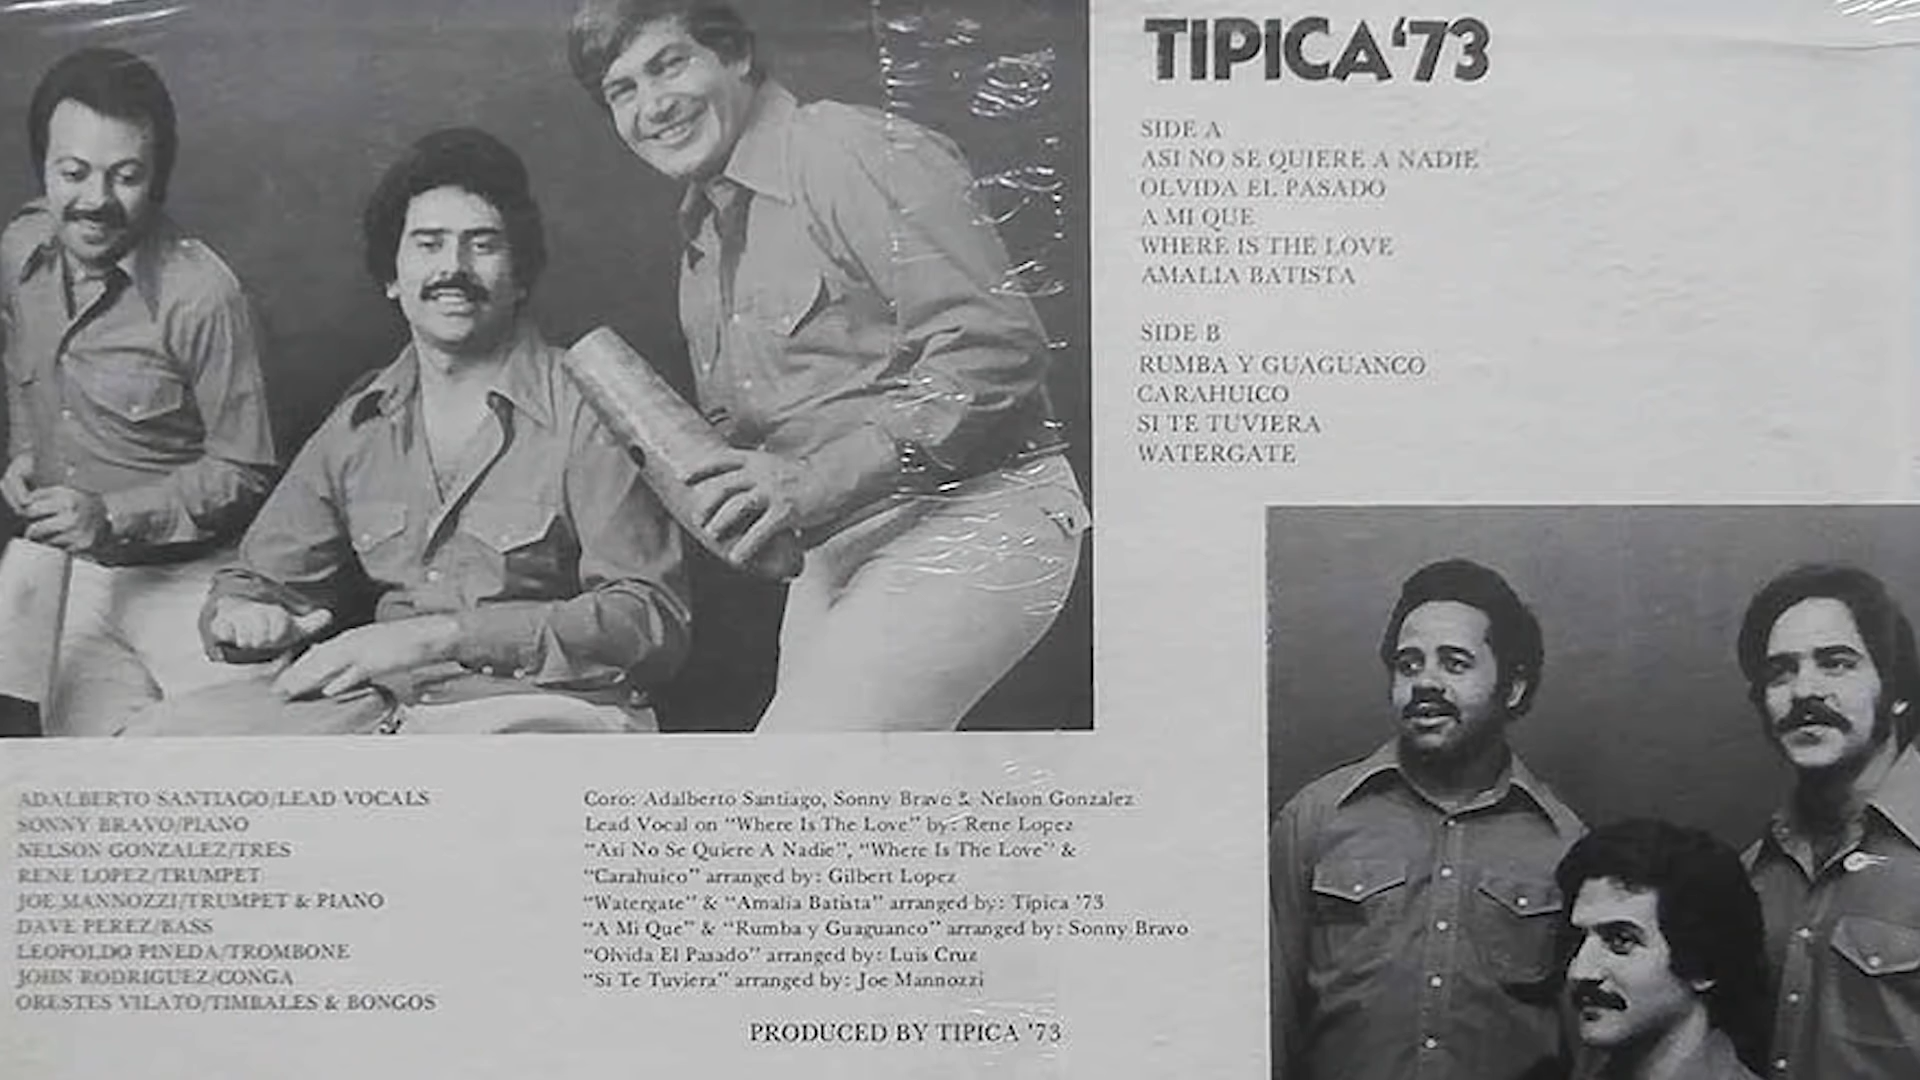 TIPICA '73
SIDE A
ASI NO SE QUIERE A NADIE
OLVIDA EL PASADO
A MI QUE
WHERE IS THE LOVE
AMALIA BATISTA
SIDE B
RUMBA Y GUAGUANCO
CARAHUICO
SI TE TUVIERA
WATERGATE
ADALBERTO SANTIAGO/LEAD VOCALS
SONNY BRAVO/PIANO
NELSON GONZALEZ/TRES
RENE LOPEZ/TRUMPET
JOE MANNOZZI/TRUMPET & PIANO
DAVE PEREZ/BASS
LEOPOLDO PINEDA/TROMBONE
JOHN RODRIGUEZ/CONGA
ORESTES VILATO/TIMBALES & BONGOS
Coro: Adalberto Santiago, Sonny Bravo & Nelson Gonzalez
Lead Vocal on "Where Is The Love" by: Rene Lopez
"Asi No Se Quiere A Nadie", "Where Is The Love" &
"Carahuico" arranged by: Gilbert Lopez
"Watergate" & "Amalia Batista" arranged by: Tipica '73
"A Mi Que" & "Rumba y Guaguanco" arranged by: Sonny Bravo
"Olvida El Pasado" arranged by: Luis Cruz
"Si Te Tuviera" arranged by: Joe Mannozzi
PRODUCED BY TIPICA '73